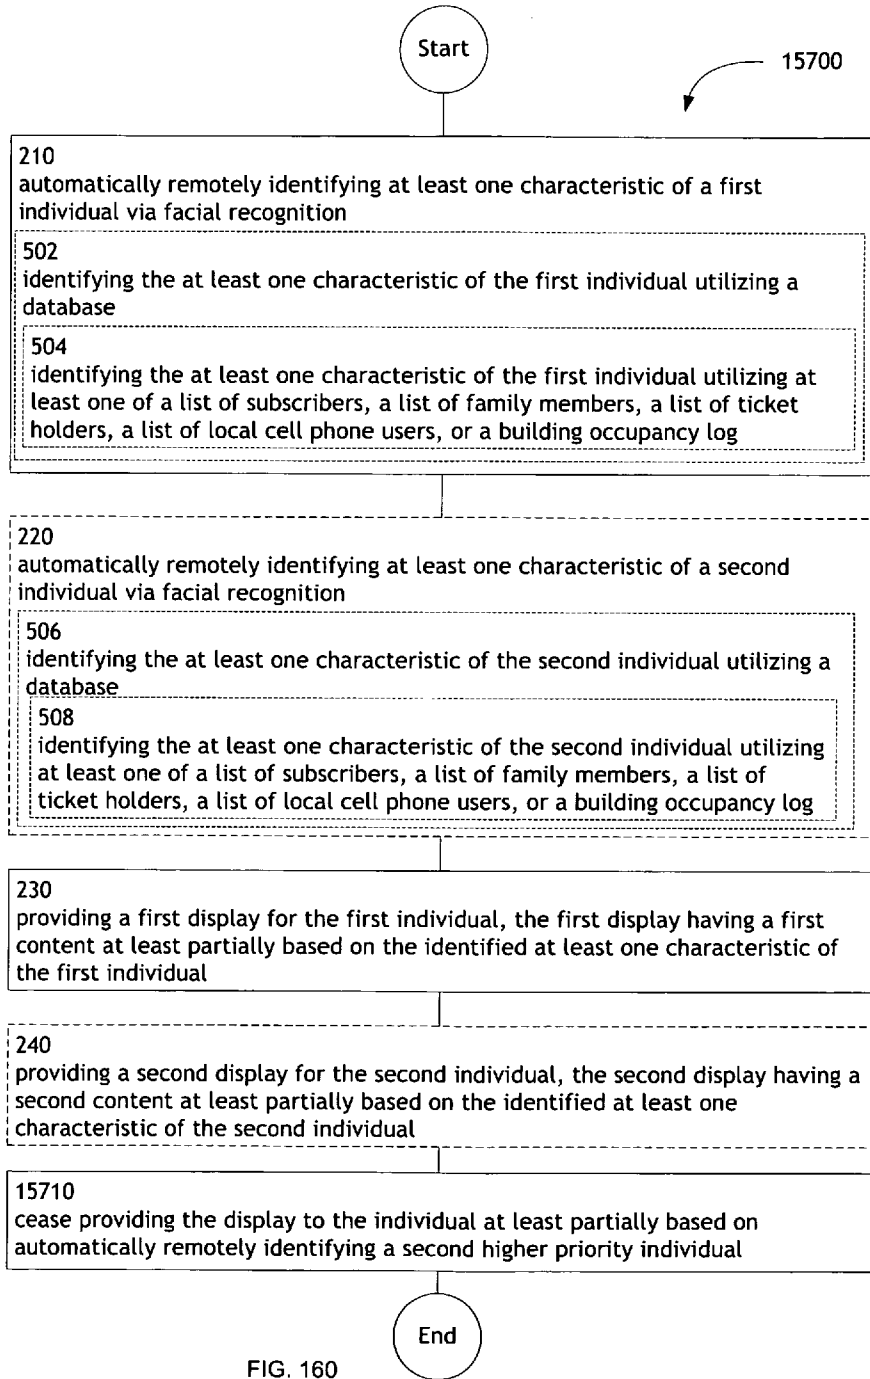 Start
15700
210
automatically remotely identifying at least one characteristic of a first
individual via facial recognition
502
identifying the at least one characteristic of the first individual utilizing a
database
504
identifying the at least one characteristic of the first individual utilizing at
least one of a list of subscribers, a list of family members, a list of ticket
holders, a list of local cell phone users, or a building occupancy log
220
automatically remotely identifying at least one characteristic of a second
individual via facial recognition
506
identifying the at least one characteristic of the second individual utilizing a
database
508
identifying the at least one characteristic of the second individual utilizing
at least one of a list of subscribers, a list of family members, a list of
ticket holders, a list of local cell phone users, or a building occupancy log
230
providing a first display for the first individual, the first display having a first
content at least partially based on the identified at least one characteristic of
the first individual
240
providing a second display for the second individual, the second display having a
second content at least partially based on the identified at least one
characteristic of the second individual
15710
cease providing the display to the individual at least partially based on
automatically remotely identifying a second higher priority individual
End
FIG. 160